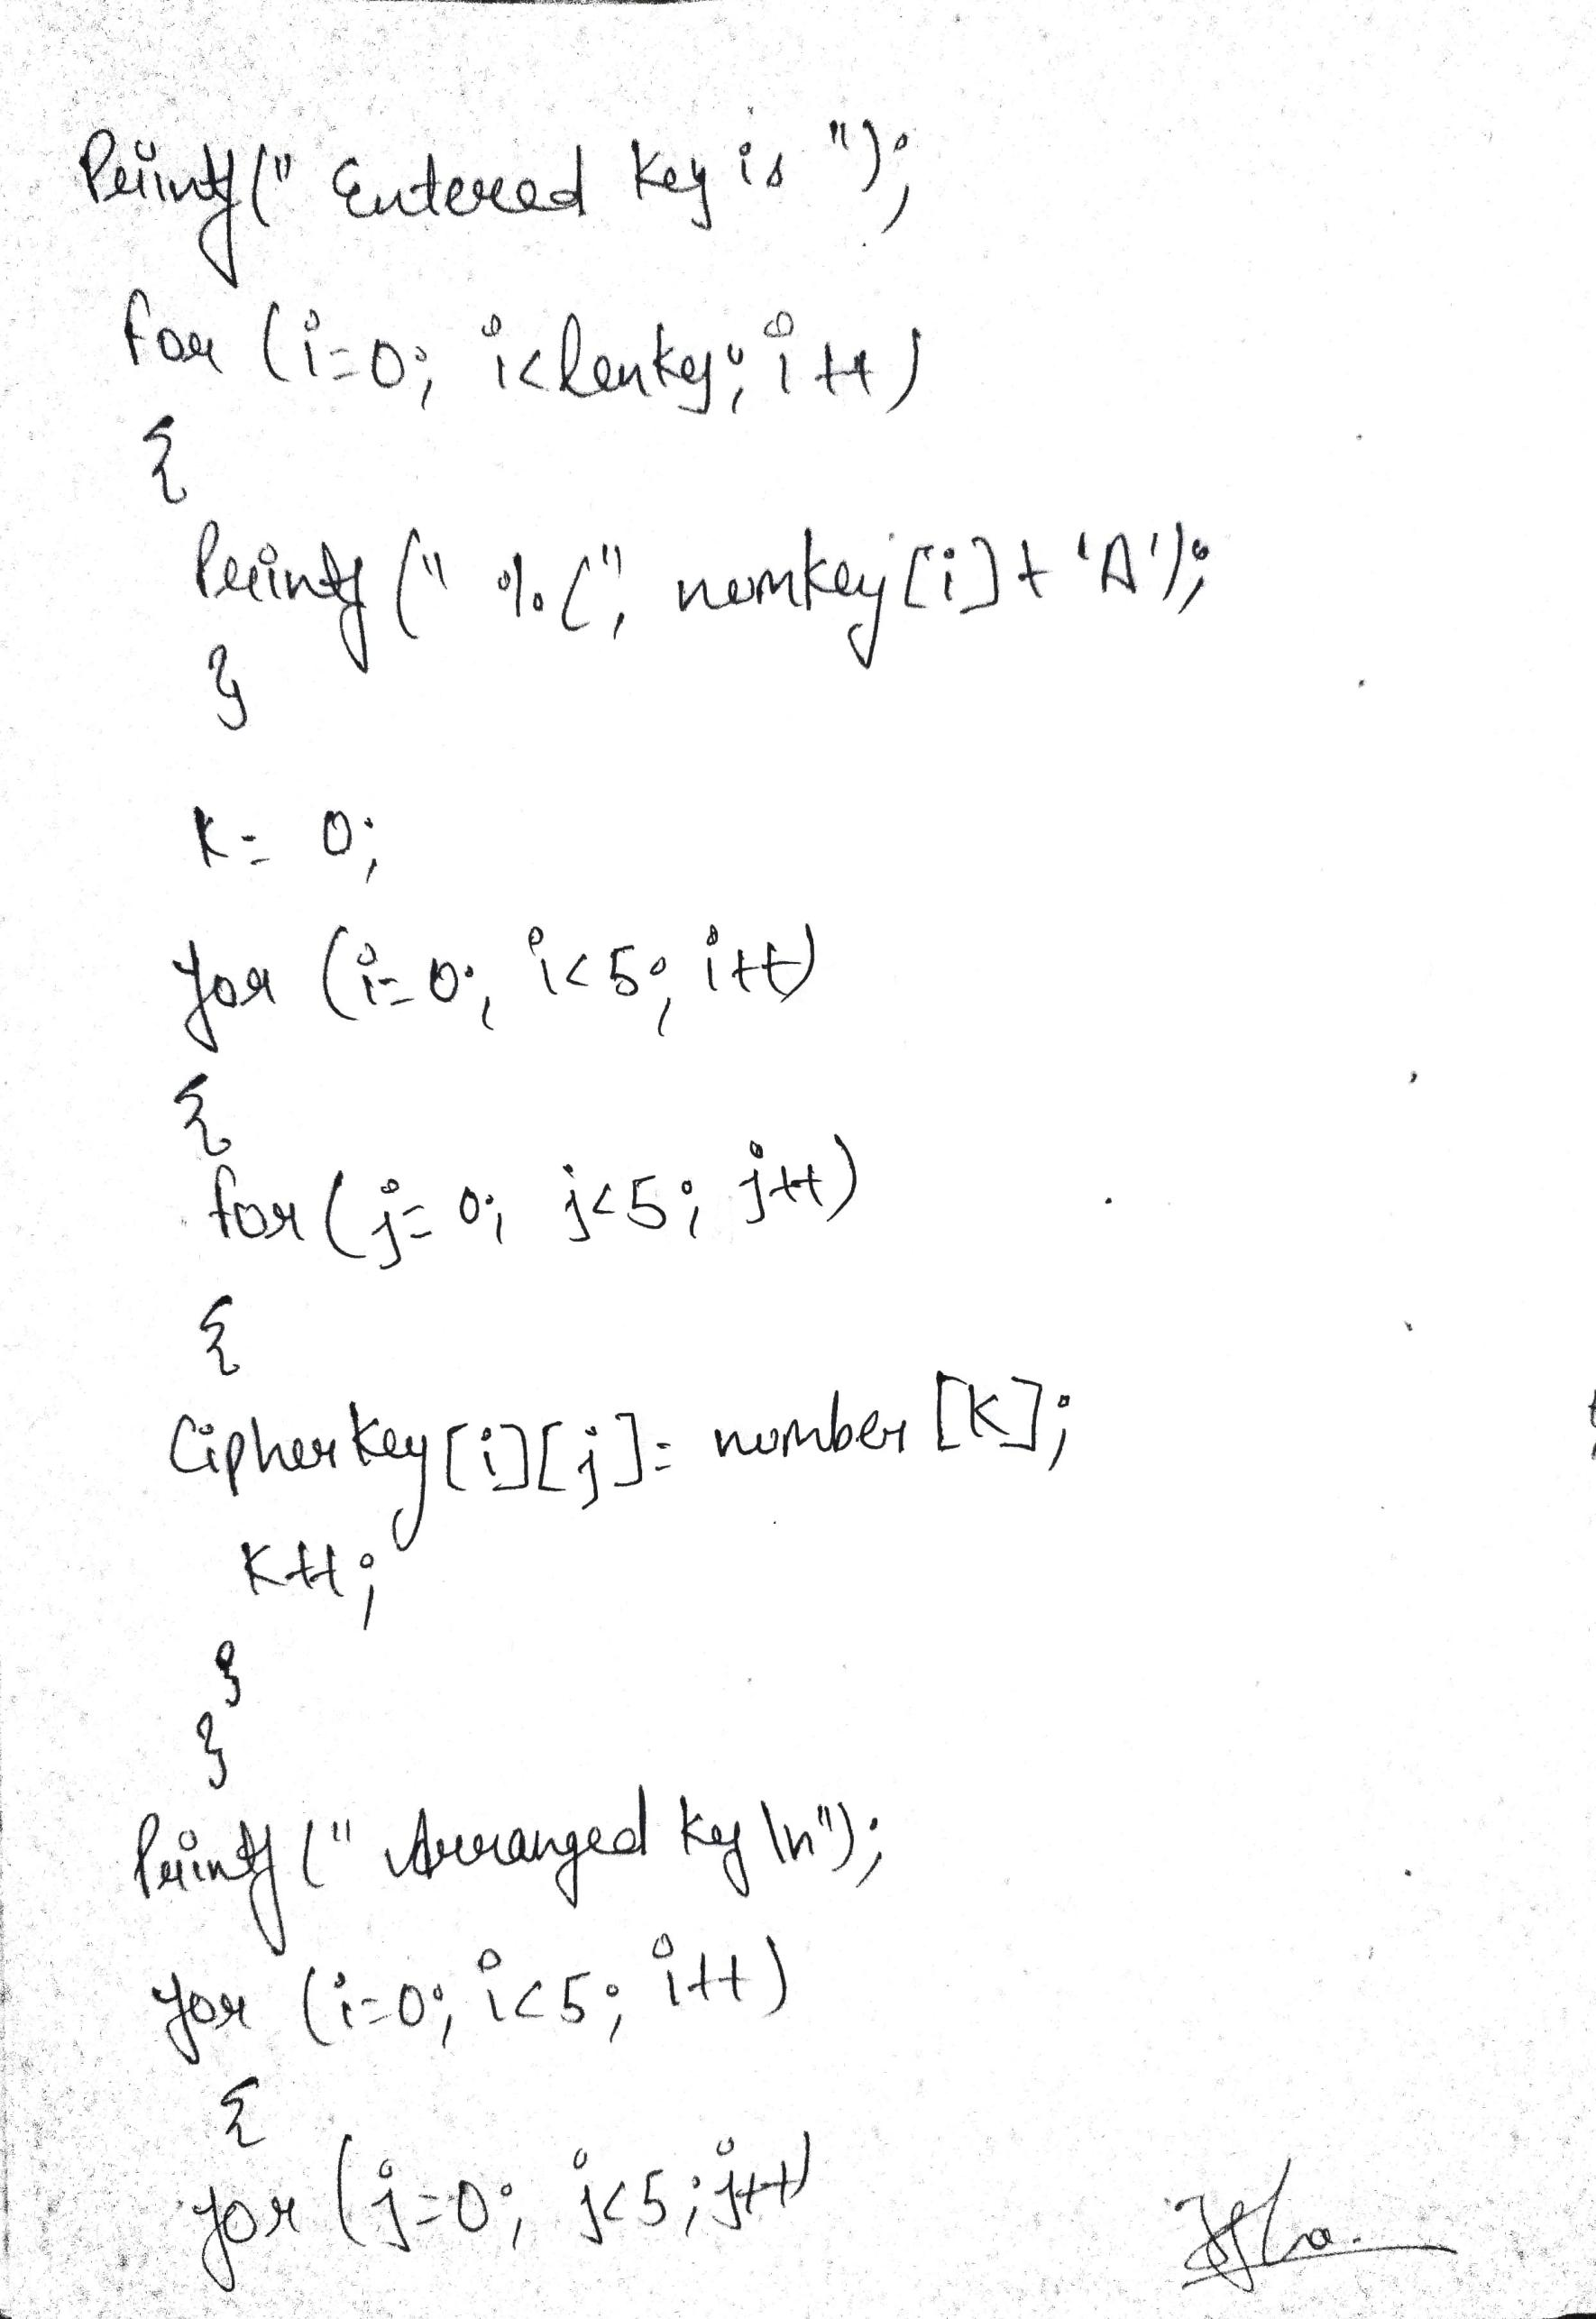 Printf(" Entered key is ");
for (i=0; i<lenkey; i++)
{
Printf (" %c", numkey[i]+ 'A');
}
K= 0;
for (i=0; i<5; i++)
{
for (j=0; j<5; j++)
{
Cipherkey[i][j]= number [K];
K++;
}
}
Printf (" Arranged key \n");
for (i=0; i<5; i++)
{
for (j=0; j<5; j++)